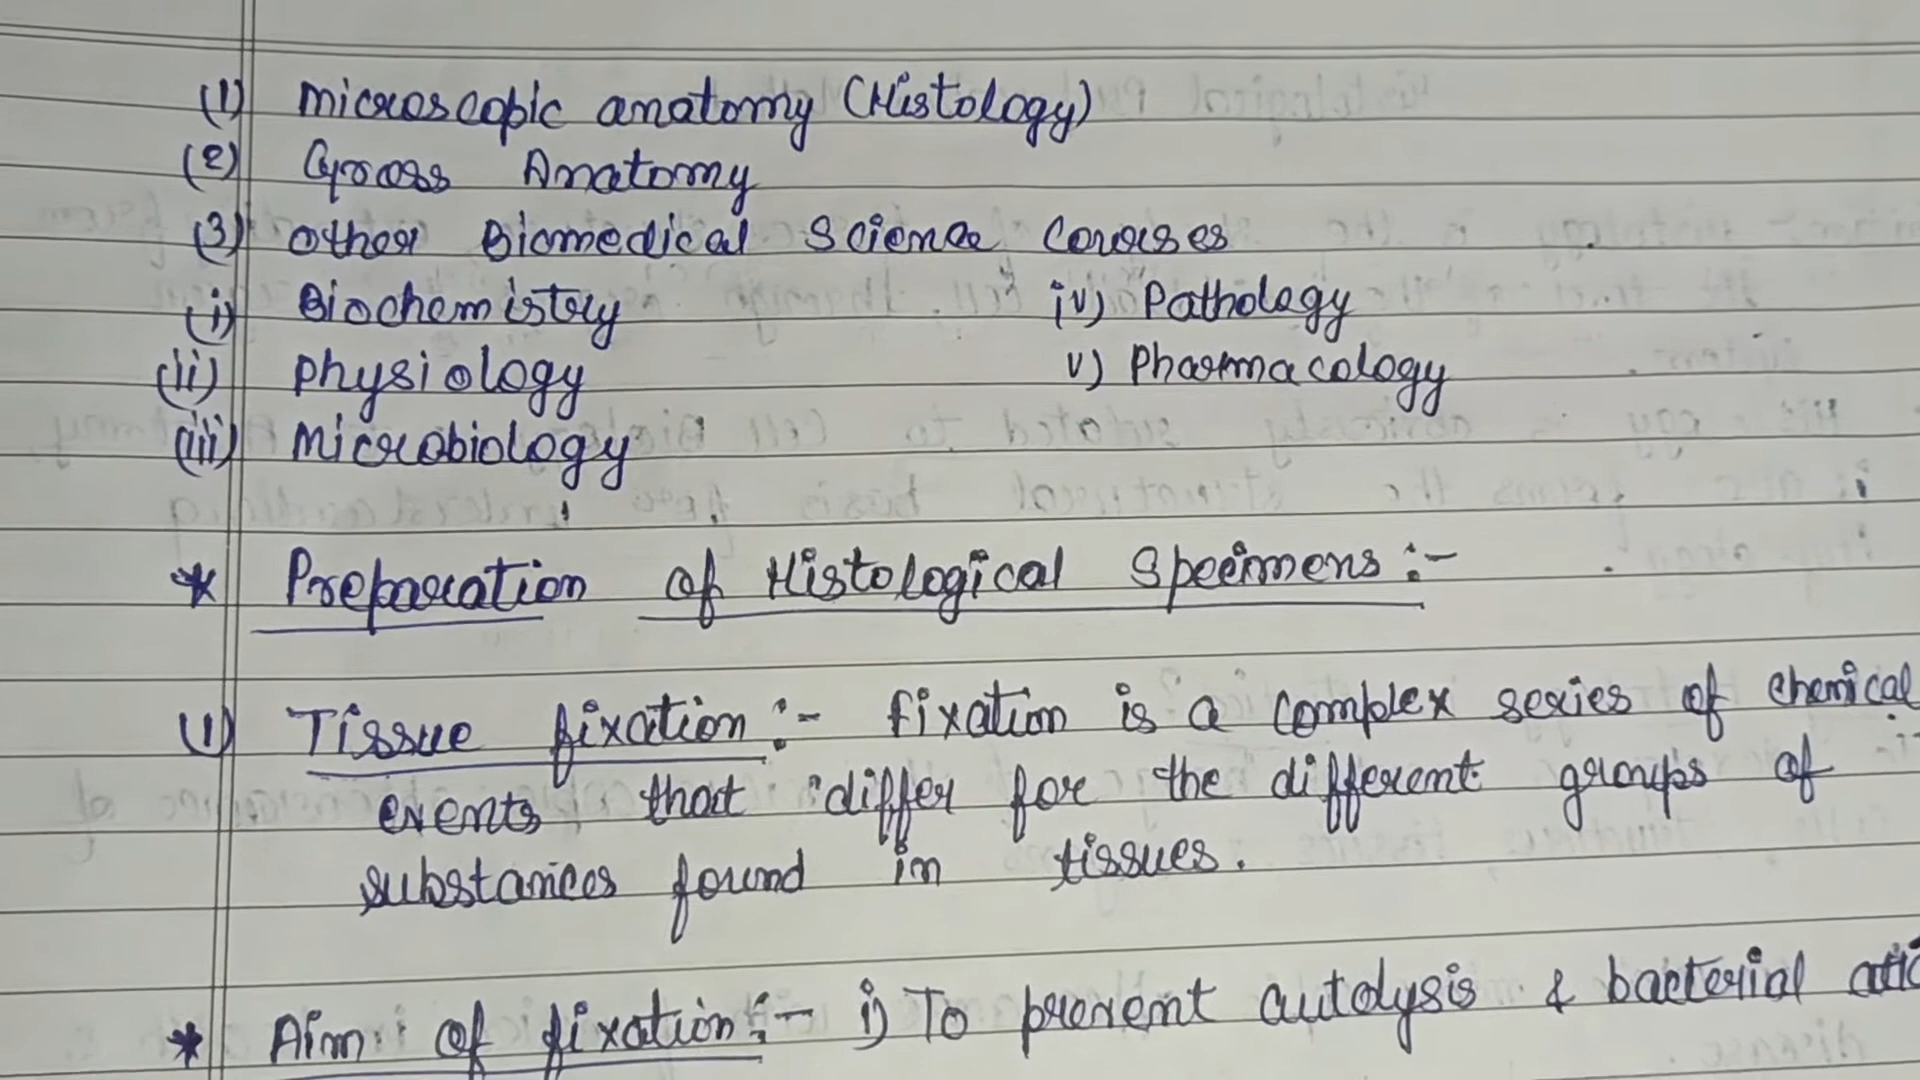 (1) Microscopic anatomy (Histology)
(2) Gross Anatomy
(3) Other Biomedical Science Courses
(i) Biochemistry iv) Pathology
(ii) Physiology v) Pharmacology
(iii) Microbiology
* Preparation of Histological Specimens :-
(1) Tissue fixation :- Fixation is a complex series of chemical
events that differ for the different groups of
substances found in tissues.
* Aim of fixation :- i) To prevent autolysis & bacterial